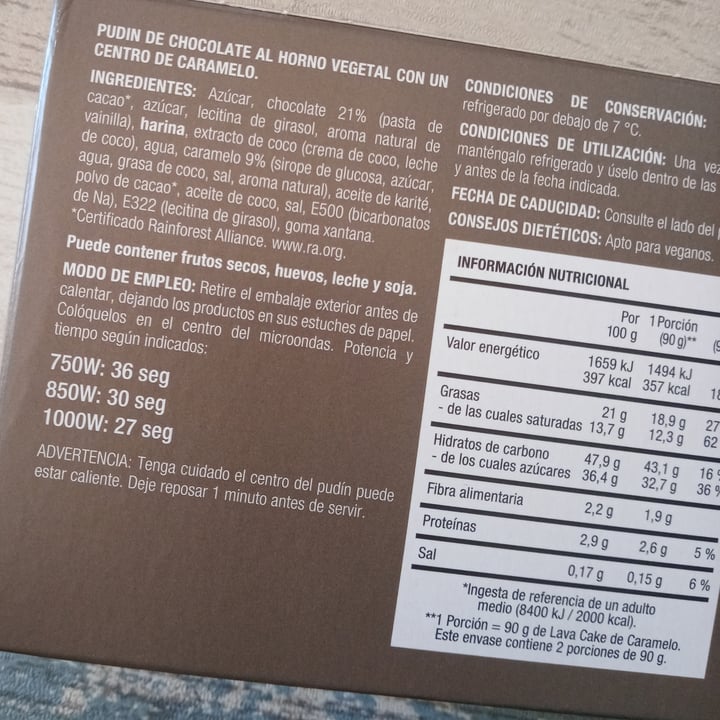 PUDIN DE CHOCOLATE AL HORNO VEGETAL CON UN
CENTRO DE CARAMELO.
INGREDIENTES: Azúcar, chocolate 21% (pasta de
cacao*, azúcar, lecitina de girasol, aroma natural de
vainilla), harina, extracto de coco (crema de coco, leche
de coco), agua, caramelo 9% (sirope de glucosa, azúcar,
agua, grasa de coco, sal, aroma natural), aceite de karité,
polvo de cacao*, aceite de coco, sal, E500 (bicarbonatos
de Na), E322 (lecitina de girasol), goma xantana.
*Certificado Rainforest Alliance. www.ra.org.
Puede contener frutos secos, huevos, leche y soja.
MODO DE EMPLEO: Retire el embalaje exterior antes de
calentar, dejando los productos en sus estuches de papel.
Colóquelos en el centro del microondas. Potencia y
tiempo según indicados:
750W: 36 seg
850W: 30 seg
1000W: 27 seg
ADVERTENCIA: Tenga cuidado el centro del pudín puede
estar caliente. Deje reposar 1 minuto antes de servir.
CONDICIONES DE CONSERVACIÓN:
refrigerado por debajo de 7 °C.
CONDICIONES DE UTILIZACIÓN: Una vez
manténgalo refrigerado y úselo dentro de las
y antes de la fecha indicada.
FECHA DE CADUCIDAD: Consulte el lado del
CONSEJOS DIETÉTICOS: Apto para veganos.
INFORMACIÓN NUTRICIONAL
Por 1 Porción
100 g (90 g)**
Valor energético 1659 kJ 1494 kJ
397 kcal 357 kcal
Grasas 21 g 18,9 g 27
- de las cuales saturadas 13,7 g 12,3 g 62
Hidratos de carbono 47,9 g 43,1 g 16 %
- de los cuales azúcares 36,4 g 32,7 g 36 %
Fibra alimentaria 2,2 g 1,9 g
Proteínas 2,9 g 2,6 g 5 %
Sal 0,17 g 0,15 g 6 %
*Ingesta de referencia de un adulto
medio (8400 kJ / 2000 kcal).
**1 Porción = 90 g de Lava Cake de Caramelo.
Este envase contiene 2 porciones de 90 g.